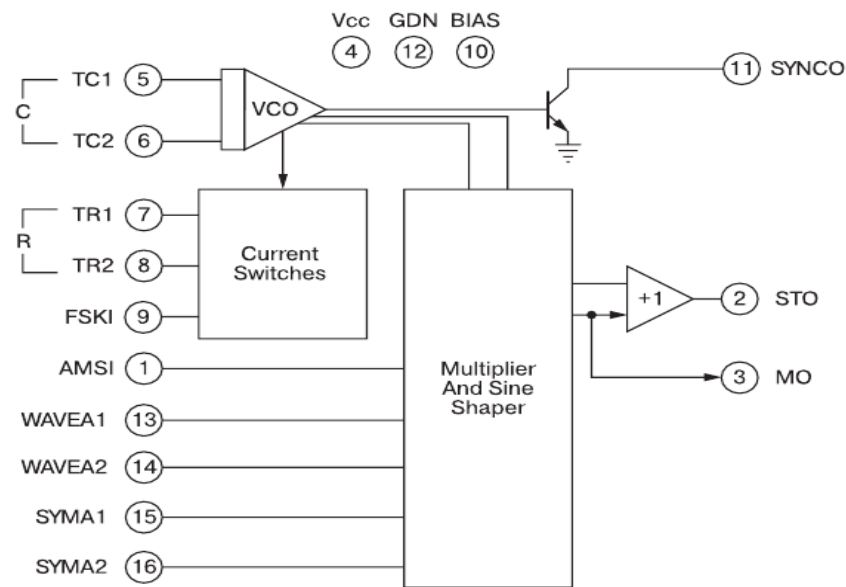 Vcc GDN BIAS
4 12 10
TC1 5
C
TC2 6
VCO
11 SYNCO
TR1 7
R
TR2 8
FSKI 9
Current
Switches
AMSI 1
WAVEA1 13
WAVEA2 14
SYMA1 15
SYMA2 16
Multiplier
And Sine
Shaper
+1
2 STO
3 MO